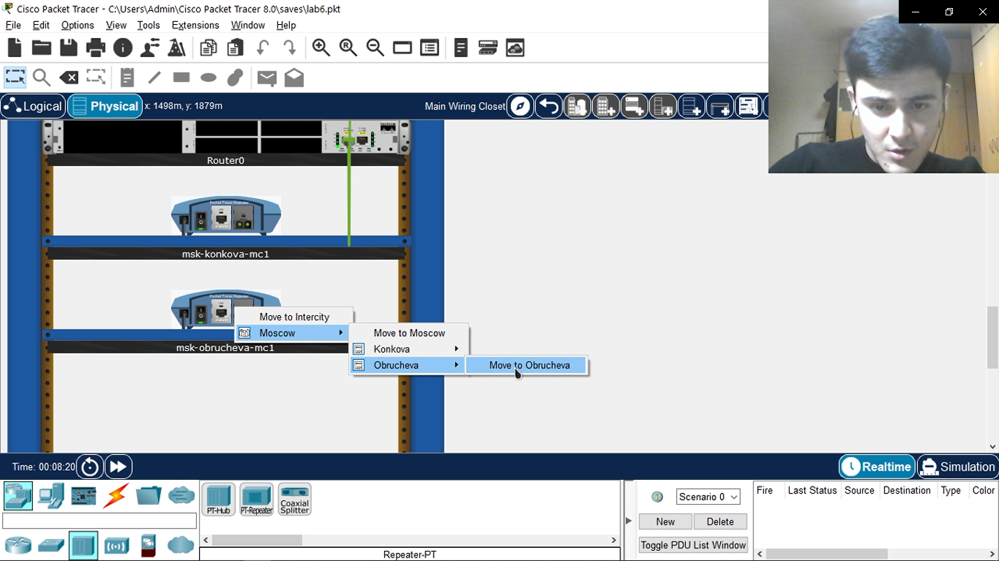 Cisco Packet Tracer - C:\Users\Admin\Cisco Packet Tracer 8.0\saves\lab6.pkt
File Edit Options View Tools Extensions Window Help
Logical Physical x: 1498m, y: 1879m Main Wiring Closet
Router0
Packet Tracer Repeater
msk-konkova-mc1
msk-obrucheva-mc1
Move to Intercity
Moscow
Move to Moscow
Konkova
Obrucheva
Move to Obrucheva
Time: 00:08:20
Realtime Simulation
PT-Hub PT-Repeater Coaxial Splitter
Repeater-PT
Scenario 0
New Delete
Toggle PDU List Window
Fire Last Status Source Destination Type Color